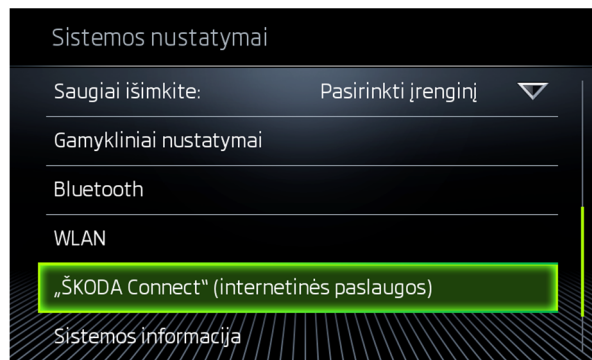 Sistemos nustatymai
Saugiai išimkite: Pasirinkti įrenginį
Gamykliniai nustatymai
Bluetooth
WLAN
„ŠKODA Connect“ (internetinės paslaugos)
Sistemos informacija